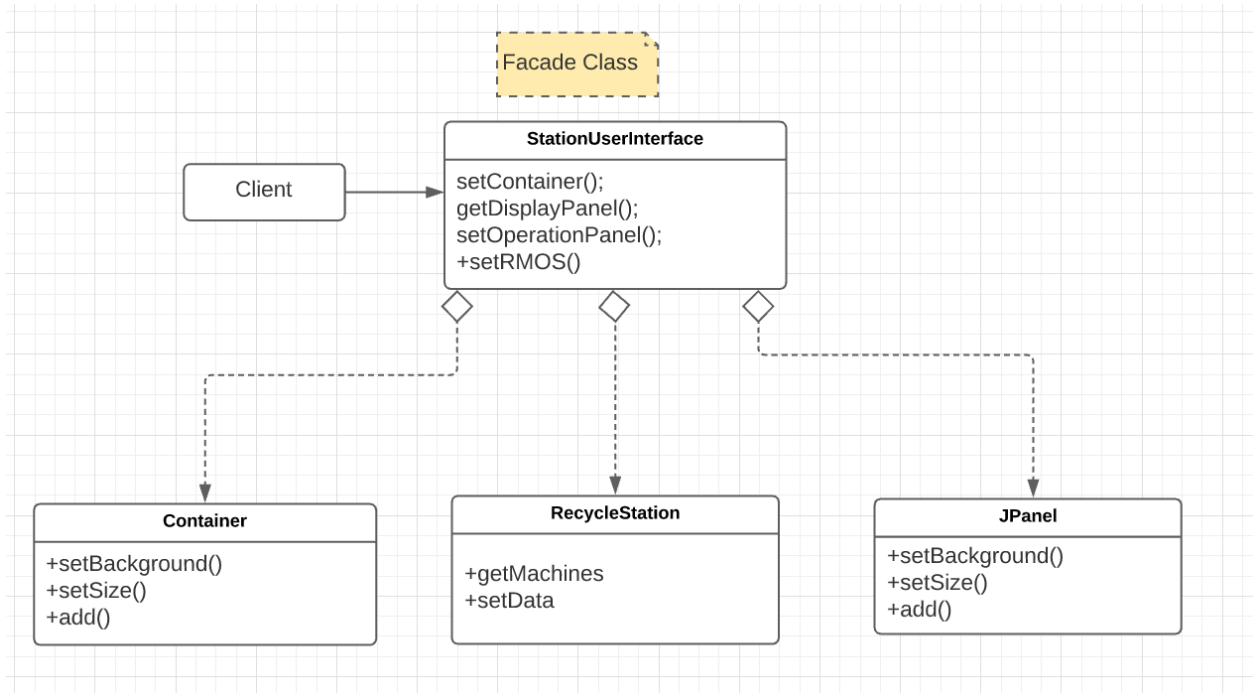 Facade Class
StationUserInterface
Client
setContainer();
getDisplayPanel();
setOperationPanel();
+setRMOS()
Container
+setBackground()
+setSize()
+add()
RecycleStation
+getMachines
+setData
JPanel
+setBackground()
+setSize()
+add()